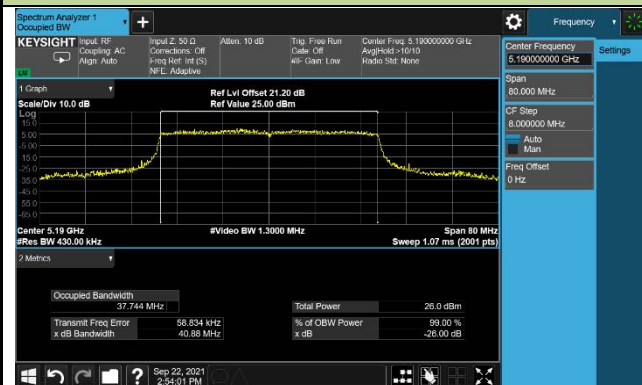 Spectrum Analyzer 1
Occupied BW
Frequency
KEYSIGHT
Input: RF
Coupling: AC
Align: Auto
Input Z: 50 Ω
Corrections: Off
Freq Ref: Int (S)
NFE: Adaptive
Atten: 10 dB
Trig: Free Run
Gate: Off
#IF Gain: Low
Center Freq: 5.190000000 GHz
Avg|Hold:>10/10
Radio Std: None
Center Frequency
5.190000000 GHz
Settings
Span
80.000 MHz
CF Step
8.000000 MHz
Auto
Man
Freq Offset
0 Hz
1 Graph
Scale/Div 10.0 dB
Ref Lvl Offset 21.20 dB
Ref Value 25.00 dBm
Log
15.0
5.00
-5.00
-15.0
-25.0
-35.0
-45.0
-55.0
-65.0
Center 5.19 GHz
#Res BW 430.00 kHz
#Video BW 1.3000 MHz
Span 80 MHz
Sweep 1.07 ms (2001 pts)
2 Metrics
Occupied Bandwidth
37.744 MHz
Total Power
26.0 dBm
Transmit Freq Error
58.834 kHz
% of OBW Power
99.00 %
x dB Bandwidth
40.88 MHz
x dB
-26.00 dB
?
Sep 22, 2021
2:54:01 PM